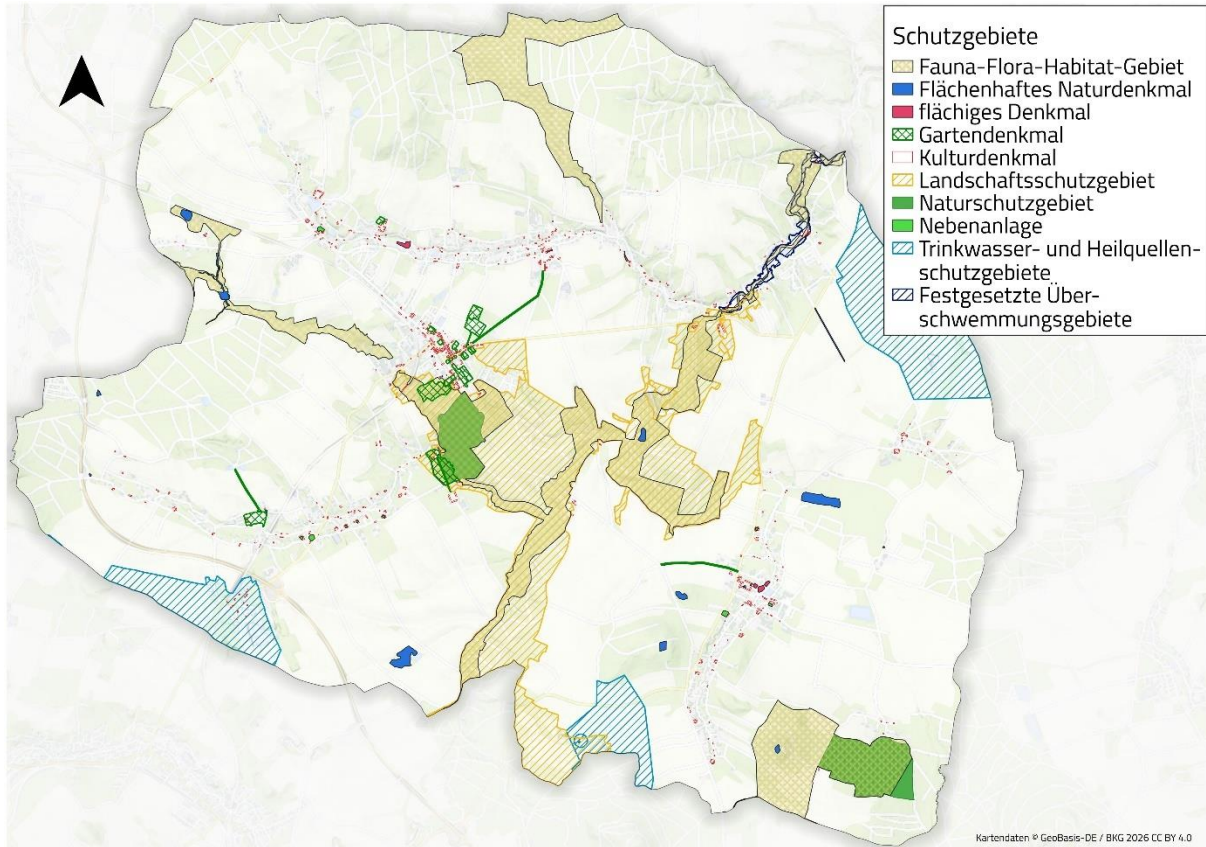 Schutzgebiete
Fauna-Flora-Habitat-Gebiet
Flächenhaftes Naturdenkmal
flächiges Denkmal
Gartendenkmal
Kulturdenkmal
Landschaftsschutzgebiet
Naturschutzgebiet
Nebenanlage
Trinkwasser- und Heilquellen-
schutzgebiete
Festgesetzte Über-
schwemmungsgebiete
Kartendaten © GeoBasis-DE / BKG 2026 CC BY 4.0